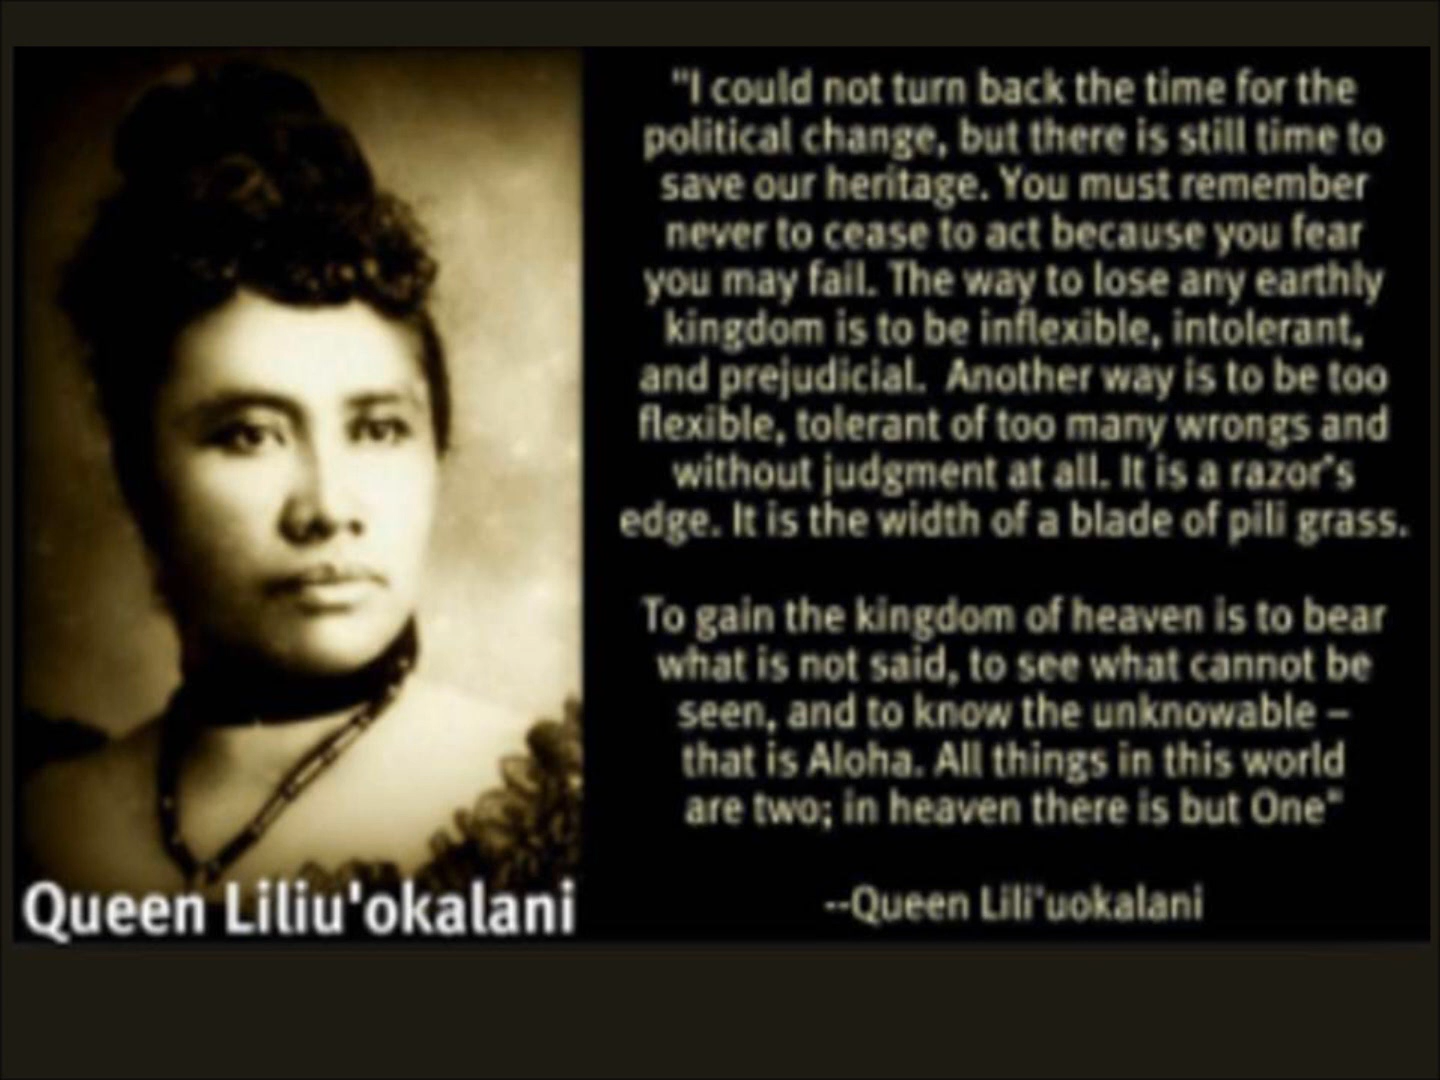 "I could not turn back the time for the
political change, but there is still time to
save our heritage. You must remember
never to cease to act because you fear
you may fail. The way to lose any earthly
kingdom is to be inflexible, intolerant,
and prejudicial.  Another way is to be too
flexible, tolerant of too many wrongs and
without judgment at all. It is a razor's
edge. It is the width of a blade of pili grass.
To gain the kingdom of heaven is to bear
what is not said, to see what cannot be
seen, and to know the unknowable –
that is Aloha. All things in this world
are two; in heaven there is but One"
--Queen Lili'uokalani
Queen Liliu'okalani